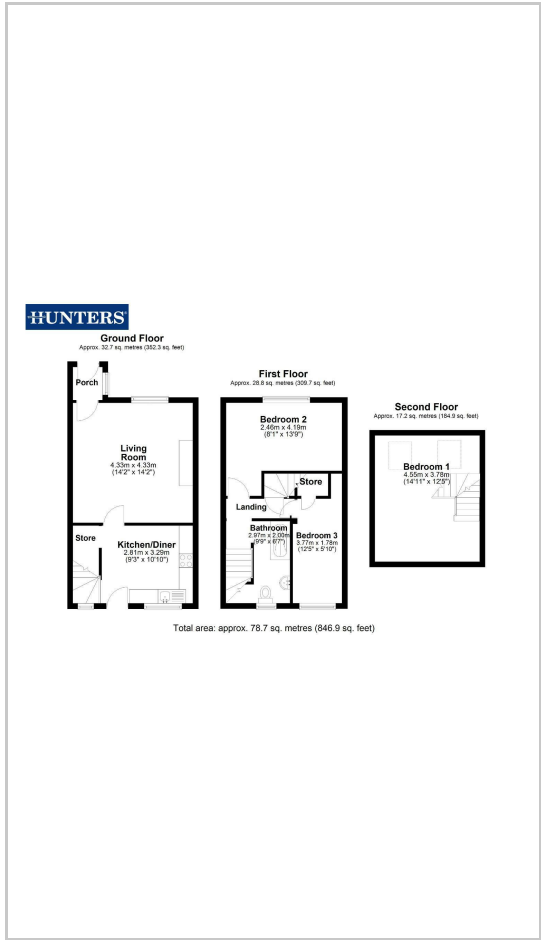 HUNTERS®
Ground Floor
Approx. 32.7 sq. metres (352.3 sq. feet)
Porch
Living
Room
4.33m x 4.33m
(14'2" x 14'2")
Store
Kitchen/Diner
2.81m x 3.29m
(9'3" x 10'10")
First Floor
Approx. 28.8 sq. metres (309.7 sq. feet)
Bedroom 2
2.46m x 4.19m
(8'1" x 13'9")
Store
Landing
Bathroom
2.97m x 2.00m
(9'9" x 6'7")
Bedroom 3
3.77m x 1.78m
(12'5" x 5'10")
Second Floor
Approx. 17.2 sq. metres (184.9 sq. feet)
Bedroom 1
4.55m x 3.78m
(14'11" x 12'5")
Total area: approx. 78.7 sq. metres (846.9 sq. feet)